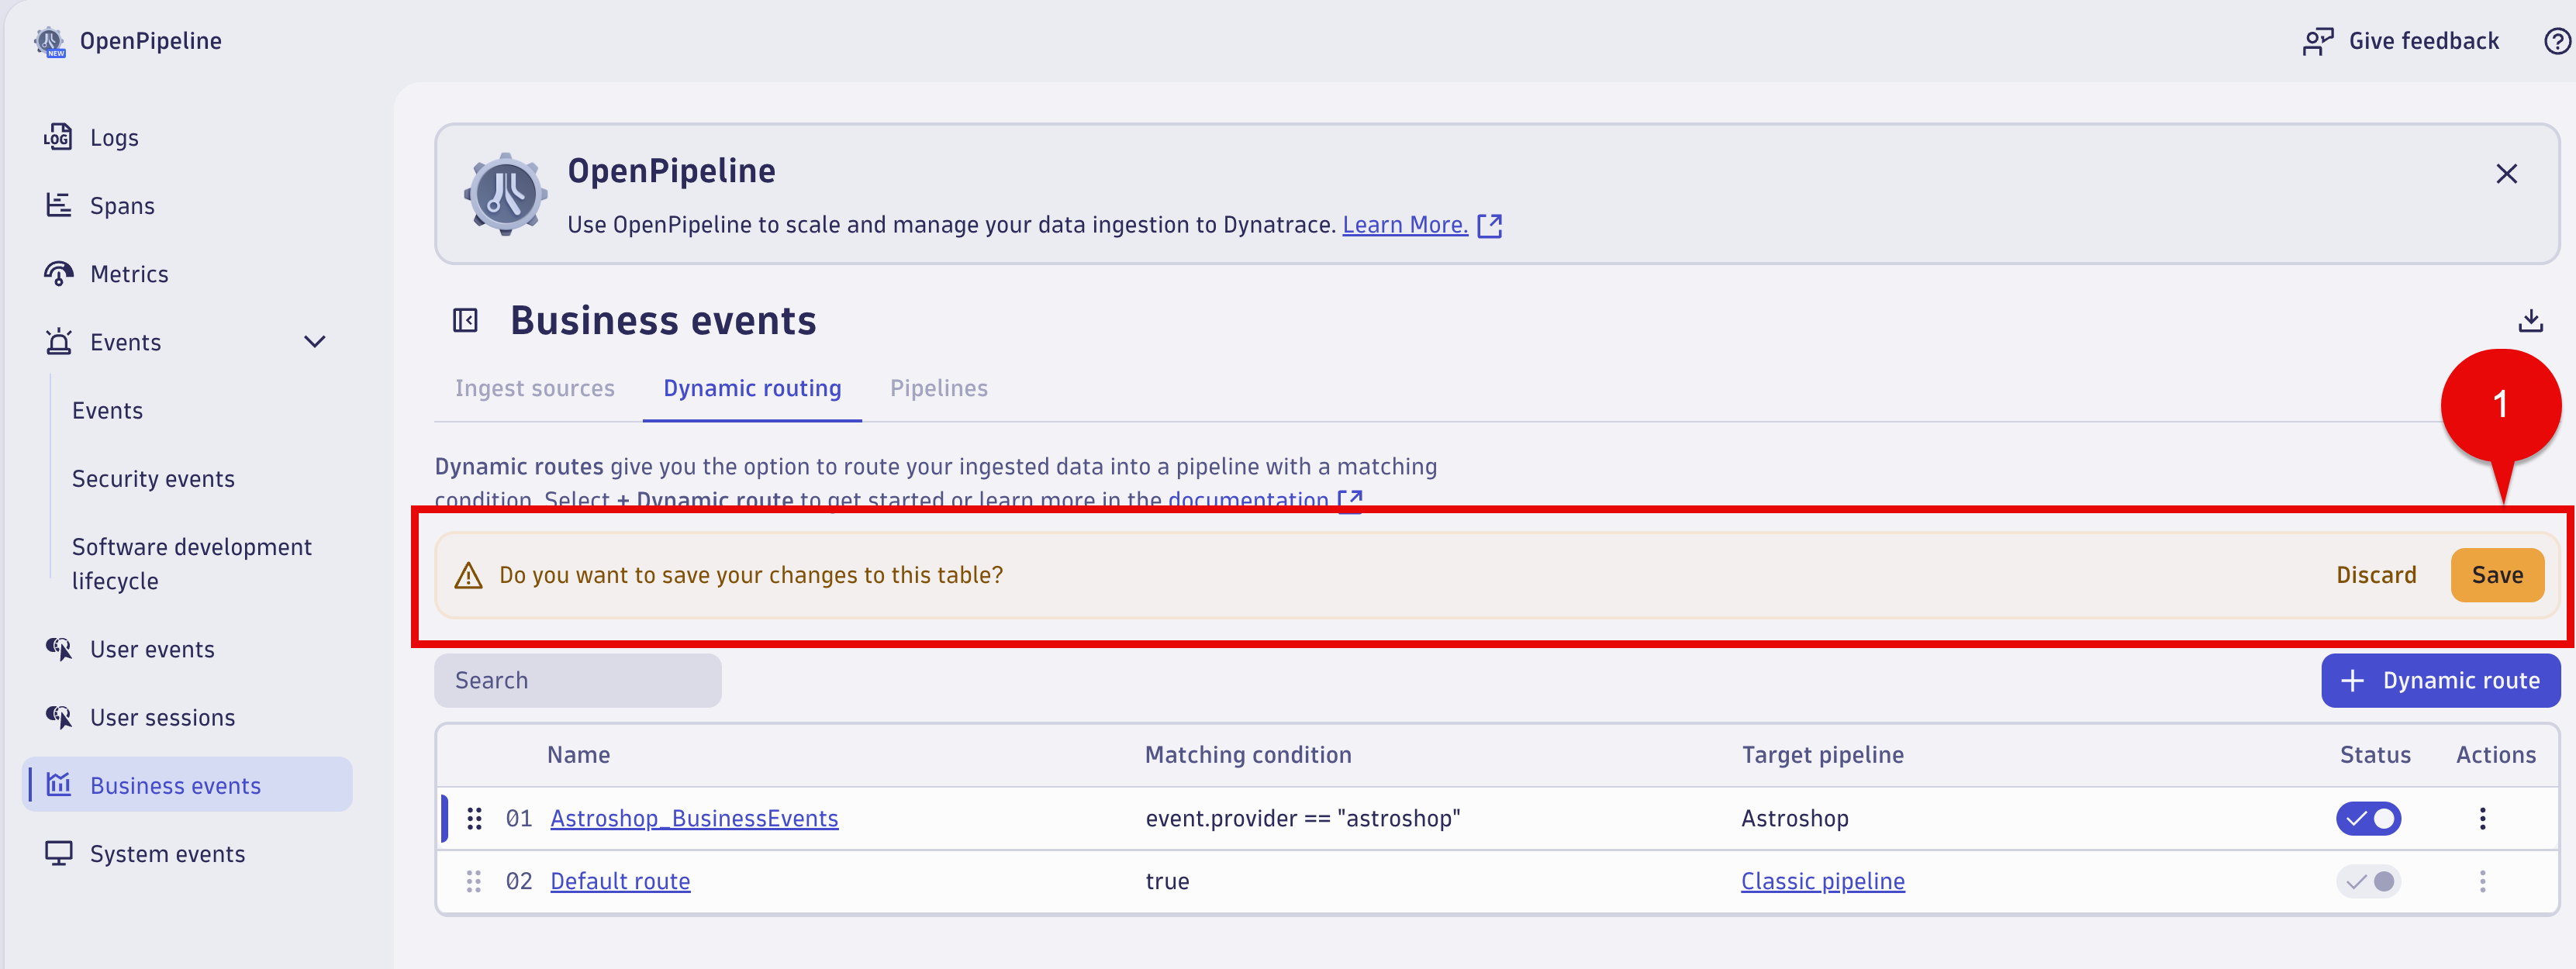 OpenPipeline
NEW
Give feedback
Logs
LOG
Spans
Metrics
Events
Events
Security events
Software development
lifecycle
User events
User sessions
Business events
System events
OpenPipeline
Use OpenPipeline to scale and manage your data ingestion to Dynatrace. Learn More.
Business events
Ingest sources Dynamic routing Pipelines
1
Dynamic routes give you the option to route your ingested data into a pipeline with a matching
condition. Select + Dynamic route to get started or learn more in the documentation
Do you want to save your changes to this table? Discard Save
Search + Dynamic route
Name Matching condition Target pipeline Status Actions
01 Astroshop_BusinessEvents event.provider == "astroshop" Astroshop
02 Default route true Classic pipeline